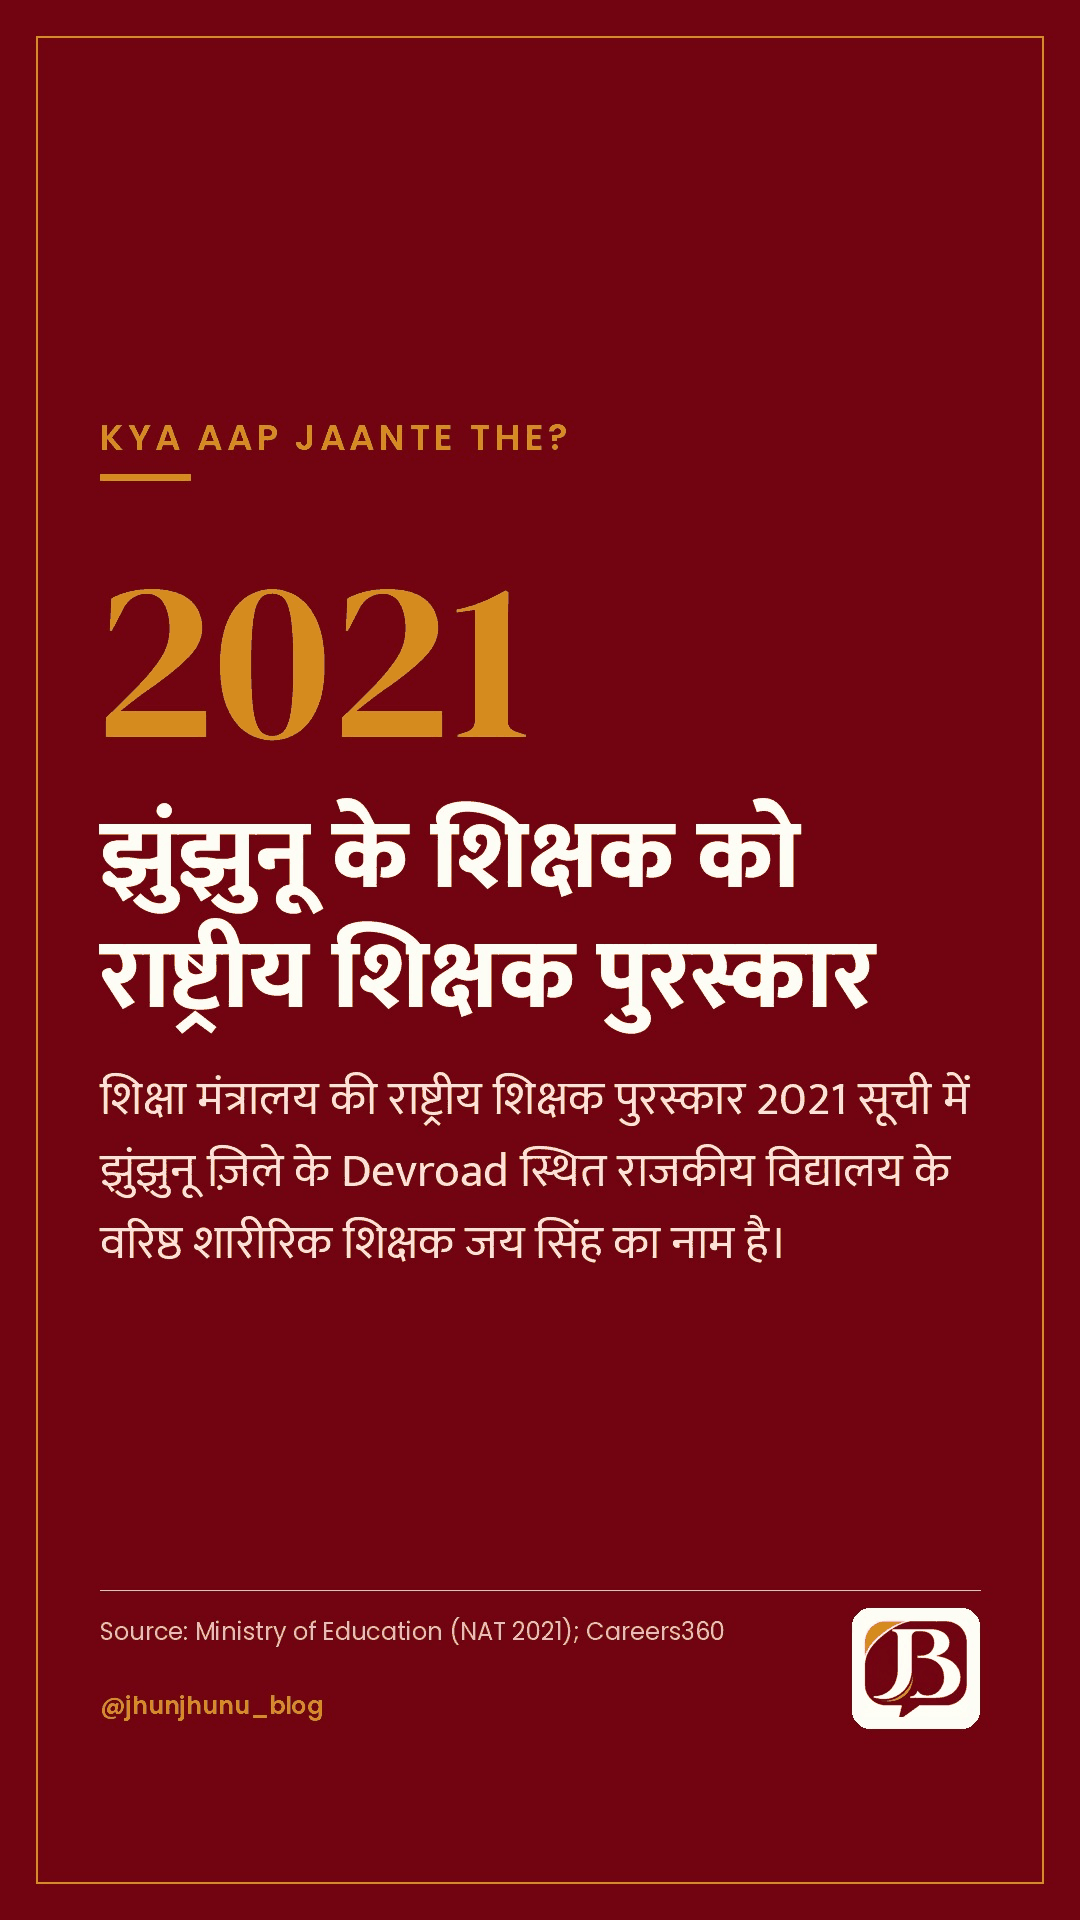 KYA AAP JAANTE THE?
2021
झुंझुनू के शिक्षक को
राष्ट्रीय शिक्षक पुरस्कार
शिक्षा मंत्रालय की राष्ट्रीय शिक्षक पुरस्कार 2021 सूची में
झुंझुनू ज़िले के Devroad स्थित राजकीय विद्यालय के
वरिष्ठ शारीरिक शिक्षक जय सिंह का नाम है।
Source: Ministry of Education (NAT 2021); Careers360
@jhunjhunu_blog
JB